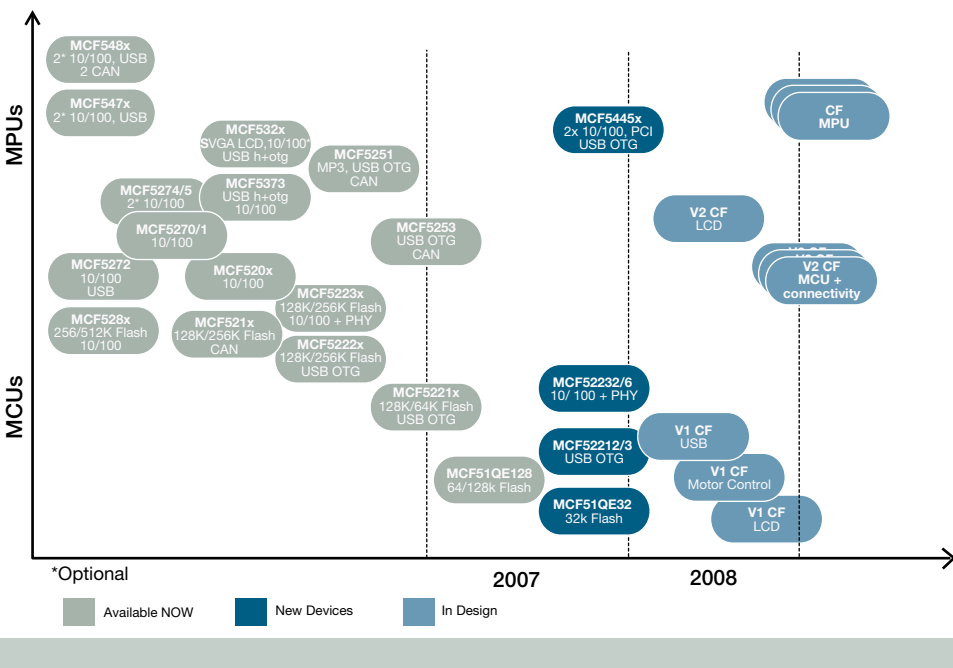 MPUs
MCUs
MCF548x
2* 10/100, USB
2 CAN
MCF547x
2* 10/100, USB
MCF532x
SVGA LCD,10/100*
USB h+otg
MCF5251
MP3, USB OTG
CAN
MCF5274/5
2* 10/100
MCF5373
USB h+otg
10/100
MCF5270/1
10/100
MCF5253
USB OTG
CAN
MCF5272
10/100
USB
MCF520x
10/100
MCF5223x
128K/256K Flash
10/100 + PHY
MCF528x
256/512K Flash
10/100
MCF521x
128K/256K Flash
CAN
MCF5222x
128K/256K Flash
USB OTG
MCF5221x
128K/64K Flash
USB OTG
MCF51QE128
64/128k Flash
MCF5445x
2x 10/100, PCI
USB OTG
MCF52232/6
10/ 100 + PHY
MCF52212/3
USB OTG
MCF51QE32
32k Flash
CF
MPU
V2 CF
LCD
V2 CF
MCU +
connectivity
V1 CF
USB
V1 CF
Motor Control
V1 CF
LCD
*Optional
2007
2008
Available NOW
New Devices
In Design